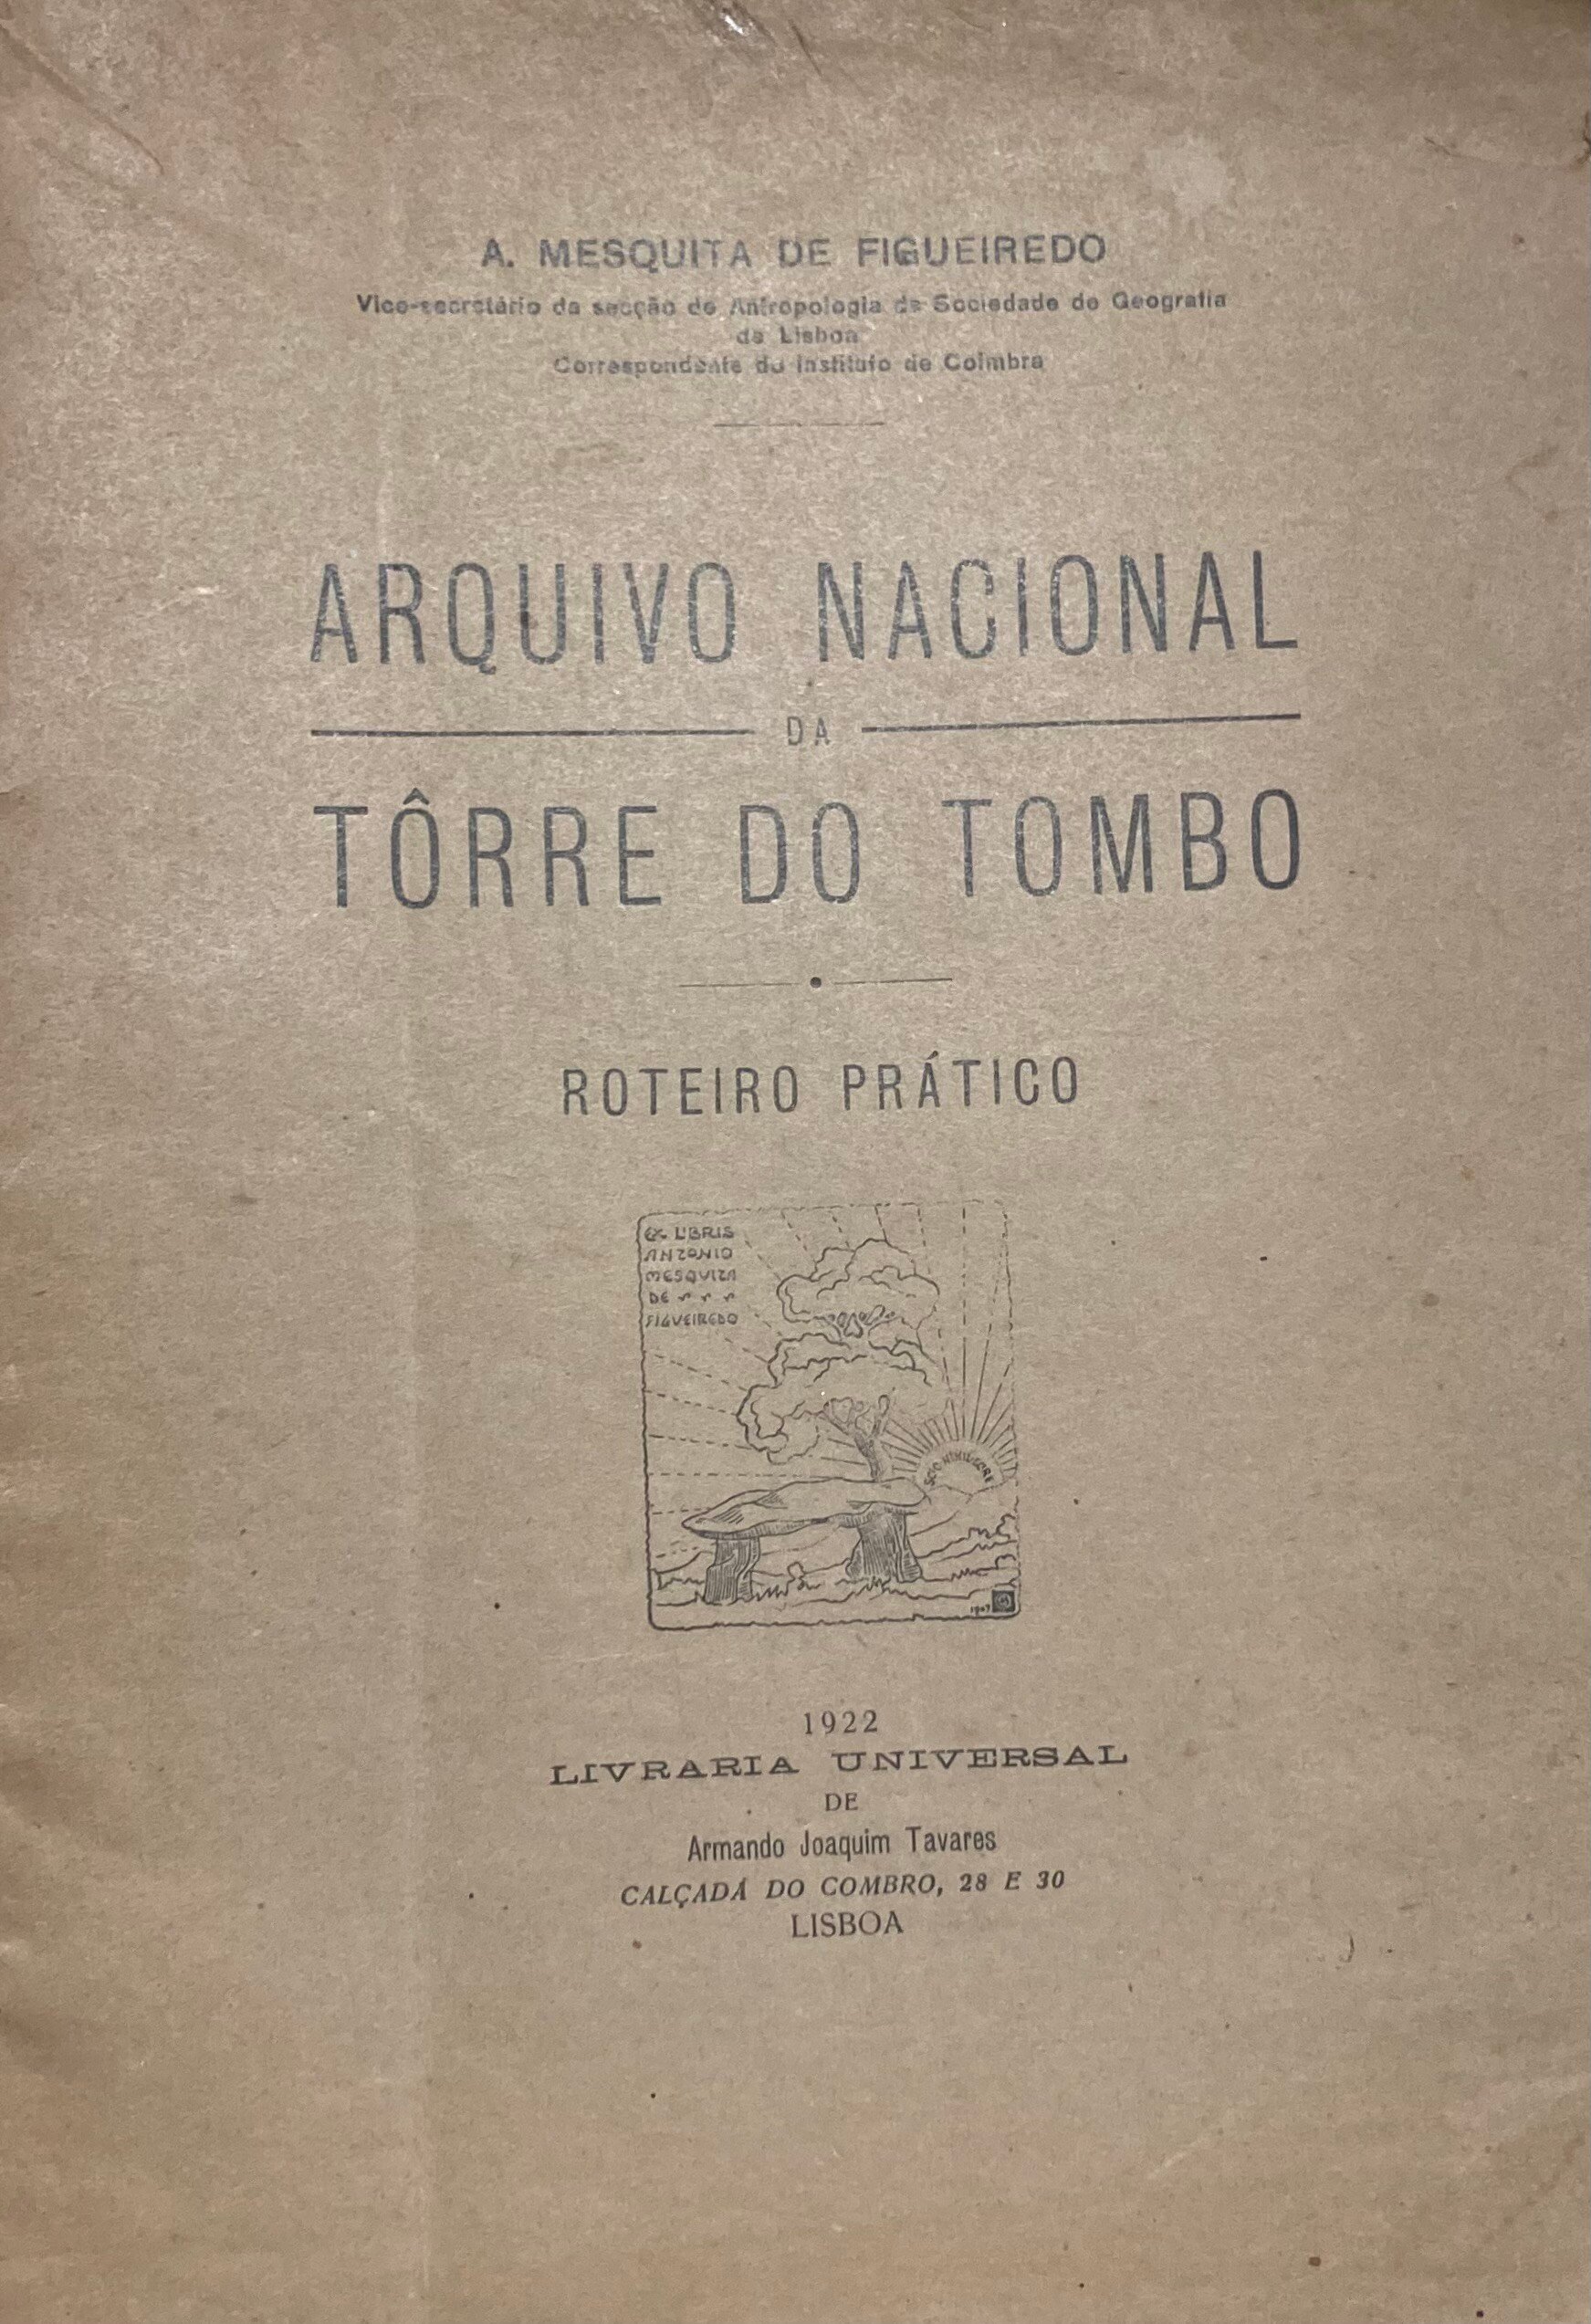 A. MESQUITA DE FIGUEIREDO
Vice-secretário da secção de Antropologia da Sociedade de Geografia
de Lisboa
Correspondente do Instituto de Coimbra
ARQUIVO NACIONAL
DA
TÔRRE DO TOMBO
ROTEIRO PRÁTICO
EX LIBRIS
ANTONIO
MESQUITA
DE
FIGUEIREDO
1907
1922
LIVRARIA UNIVERSAL
DE
Armando Joaquim Tavares
CALÇADA DO COMBRO, 28 E 30
LISBOA